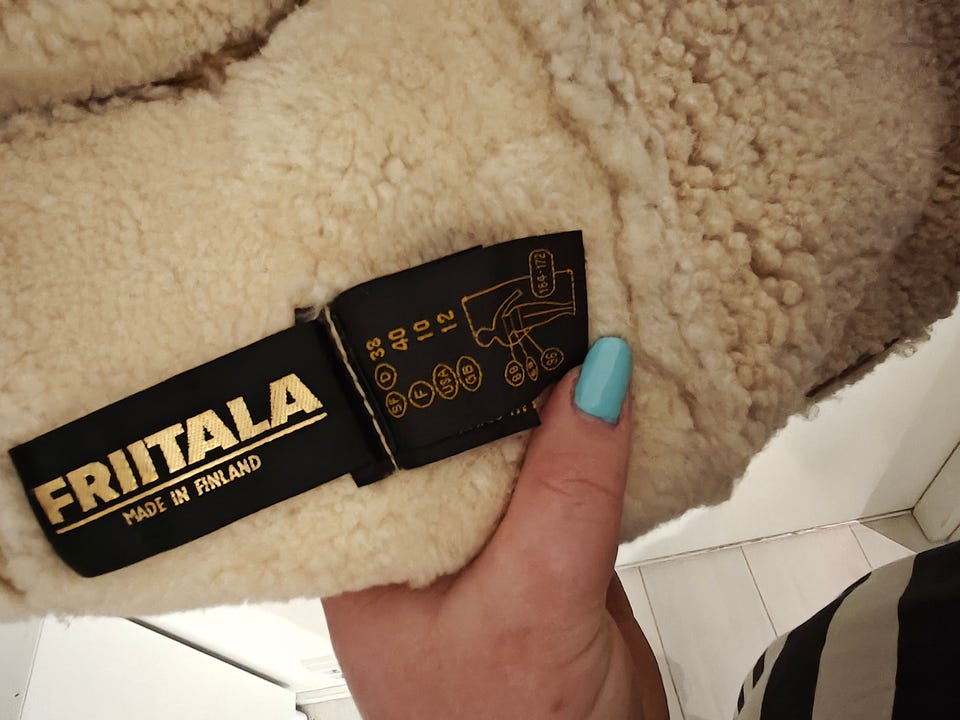 FRIITALA
MADE IN FINLAND
SF D 38
F 40
USA 10
GB 12
164-172
88
96